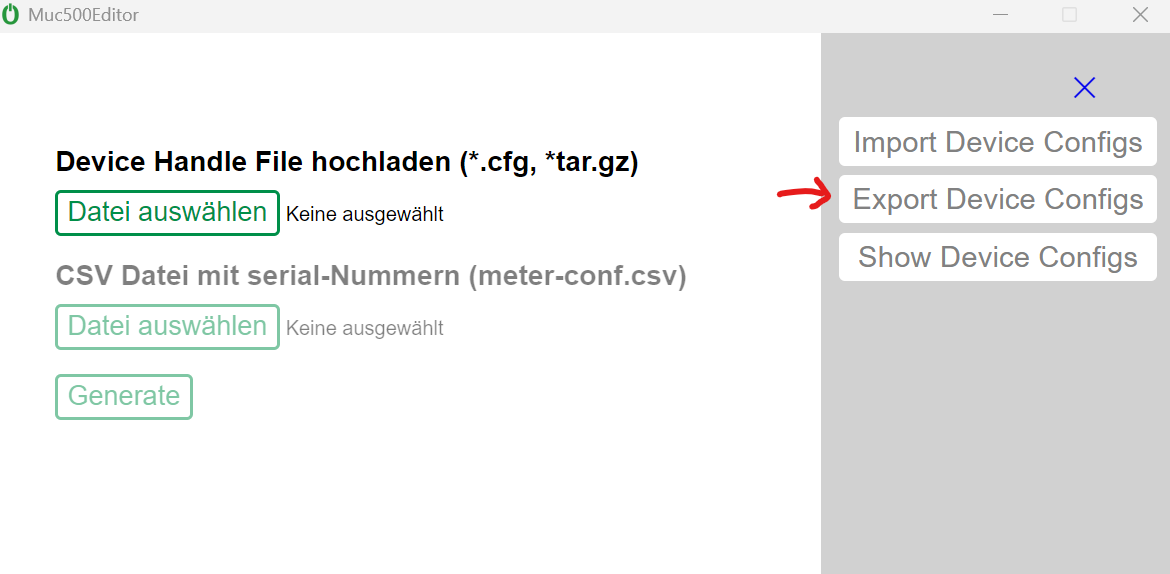 Muc500Editor
Device Handle File hochladen (*.cfg, *tar.gz)
Datei auswählen Keine ausgewählt
CSV Datei mit serial-Nummern (meter-conf.csv)
Datei auswählen Keine ausgewählt
Generate
Import Device Configs
Export Device Configs
Show Device Configs